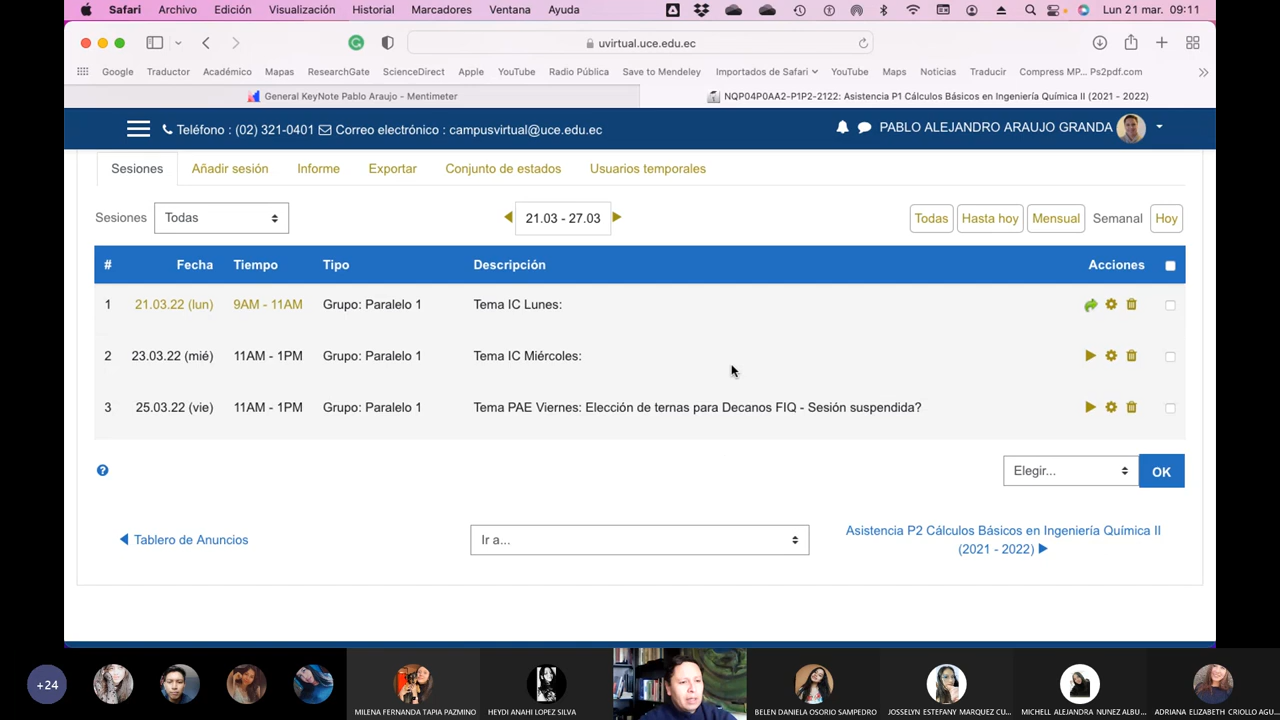 Safari Archivo Edición Visualización Historial Marcadores Ventana Ayuda Lun 21 mar. 09:11
uvirtual.uce.edu.ec
Google Traductor Académico Mapas ResearchGate ScienceDirect Apple YouTube Radio Pública Save to Mendeley Importados de Safari YouTube Maps Noticias Traducir Compress MP... Ps2pdf.com
General KeyNote Pablo Araujo - Mentimeter
NQP04P0AA2-P1P2-2122: Asistencia P1 Cálculos Básicos en Ingeniería Química II (2021 - 2022)
Teléfono : (02) 321-0401 Correo electrónico : campusvirtual@uce.edu.ec PABLO ALEJANDRO ARAUJO GRANDA
Sesiones Añadir sesión Informe Exportar Conjunto de estados Usuarios temporales
Sesiones Todas 21.03 - 27.03 Todas Hasta hoy Mensual Semanal Hoy
# Fecha Tiempo Tipo Descripción Acciones
1 21.03.22 (lun) 9AM - 11AM Grupo: Paralelo 1 Tema IC Lunes:
2 23.03.22 (mié) 11AM - 1PM Grupo: Paralelo 1 Tema IC Miércoles:
3 25.03.22 (vie) 11AM - 1PM Grupo: Paralelo 1 Tema PAE Viernes: Elección de ternas para Decanos FIQ - Sesión suspendida?
? Elegir... OK
Tablero de Anuncios Ir a... Asistencia P2 Cálculos Básicos en Ingeniería Química II
(2021 - 2022)
+24
MILENA FERNANDA TAPIA PAZMINO HEYDI ANAHI LOPEZ SILVA BELEN DANIELA OSORIO SAMPEDRO JOSSELYN ESTEFANY MARQUEZ CU... MICHELL ALEJANDRA NUNEZ ALBU... ADRIANA ELIZABETH CRIOLLO AGU...